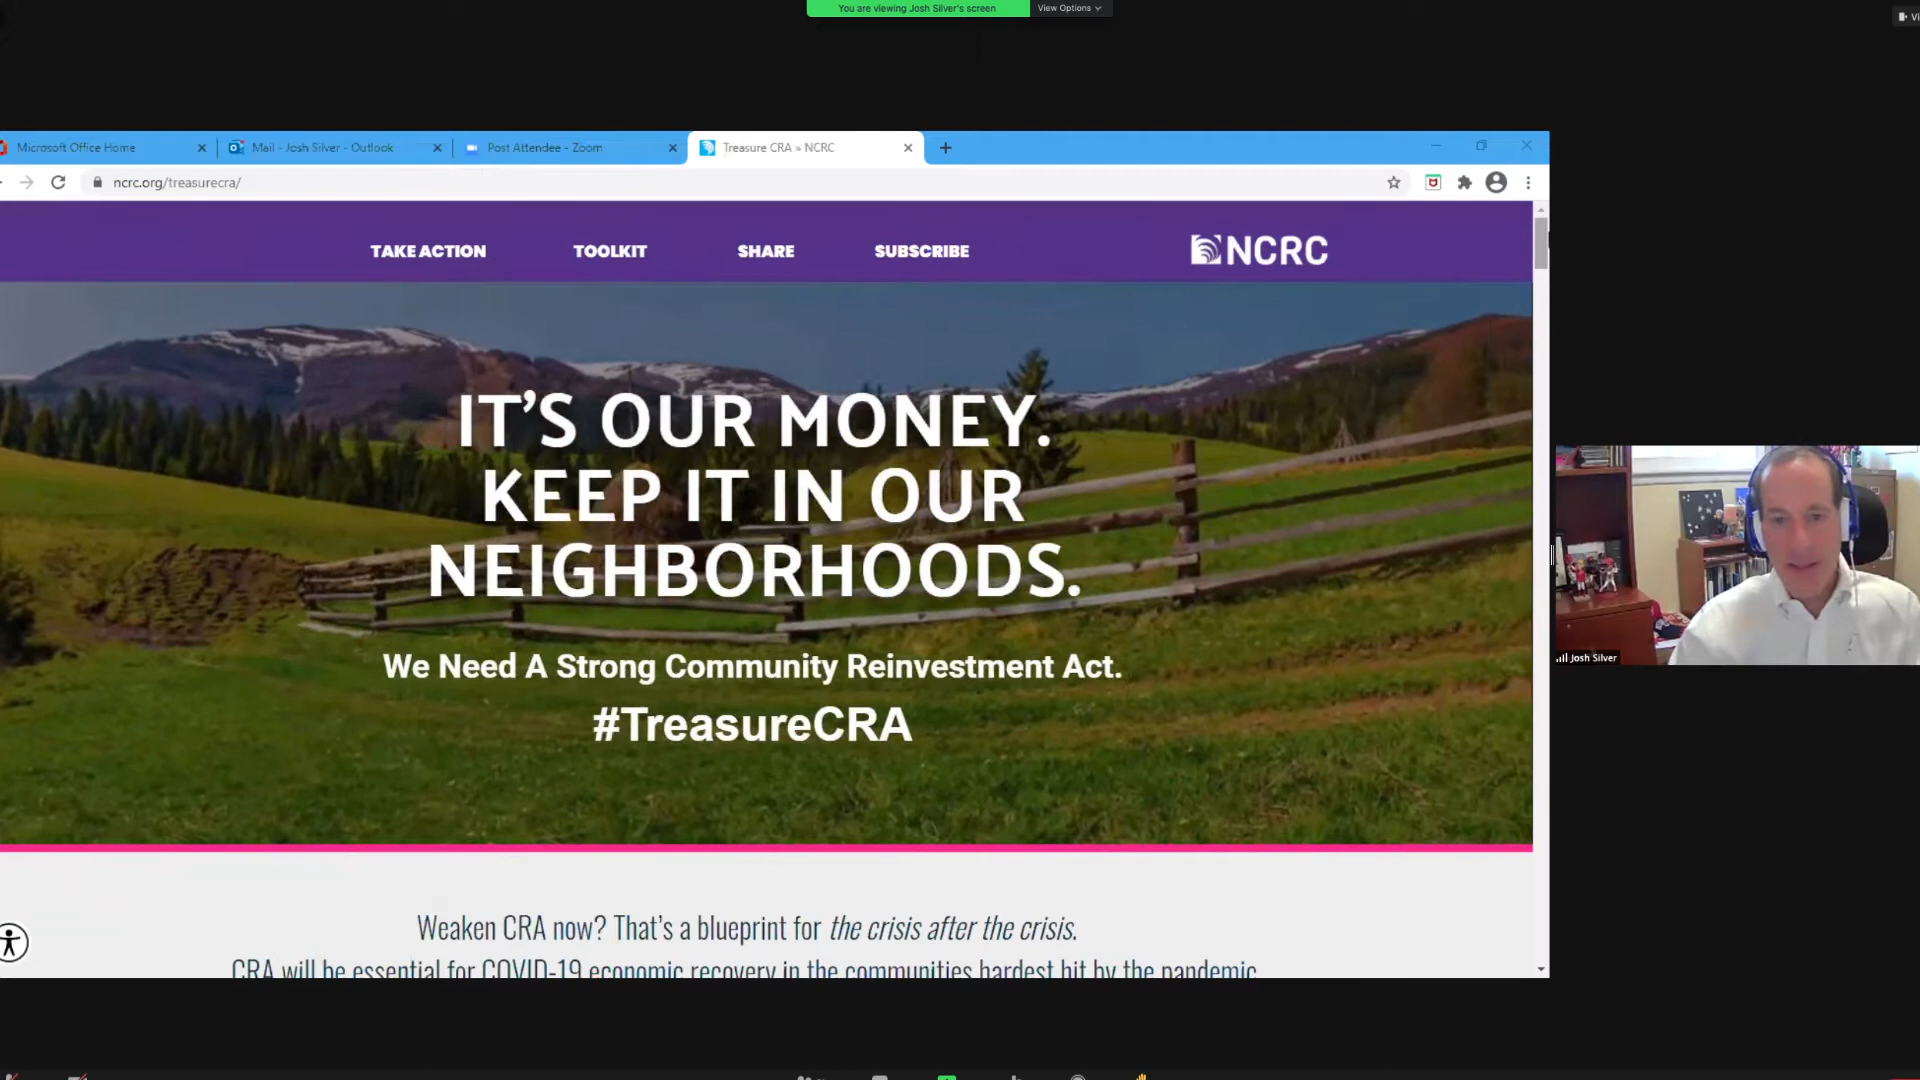 You are viewing Josh Silver's screen
View Options
Microsoft Office Home
Mail - Josh Silver - Outlook
Post Attendee - Zoom
Treasure CRA » NCRC
ncrc.org/treasurecra/
TAKE ACTION
TOOLKIT
SHARE
SUBSCRIBE
NCRC
IT'S OUR MONEY.
KEEP IT IN OUR
NEIGHBORHOODS.
We Need A Strong Community Reinvestment Act.
#TreasureCRA
Josh Silver
Weaken CRA now? That's a blueprint for the crisis after the crisis.
CRA will be essential for COVID-19 economic recovery in the communities hardest hit by the pandemic